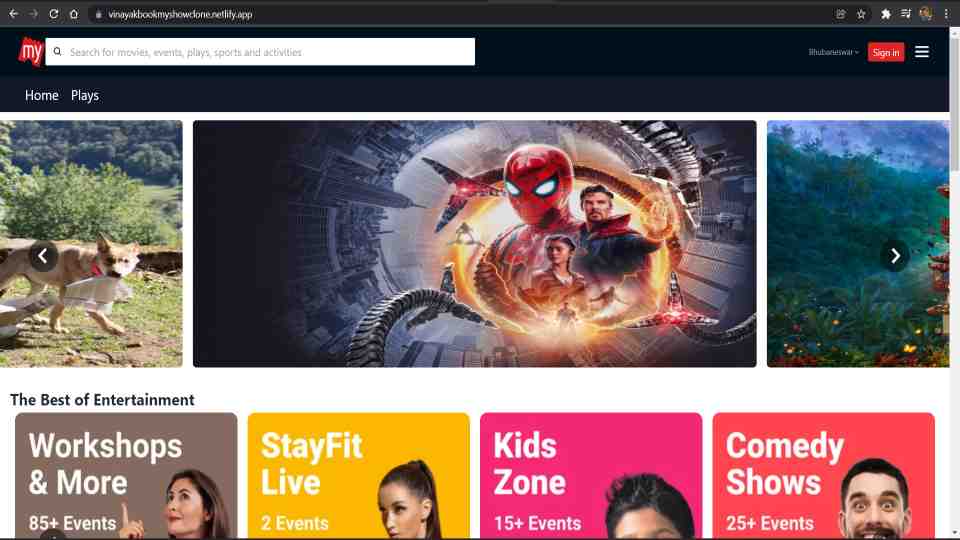 vinayakbookmyshowclone.netlify.app
my
Search for movies, events, plays, sports and activities
Bhubaneswar
Sign in
Home Plays
The Best of Entertainment
Workshops
& More
85+ Events
StayFit
Live
2 Events
Kids
Zone
15+ Events
Comedy
Shows
25+ Events